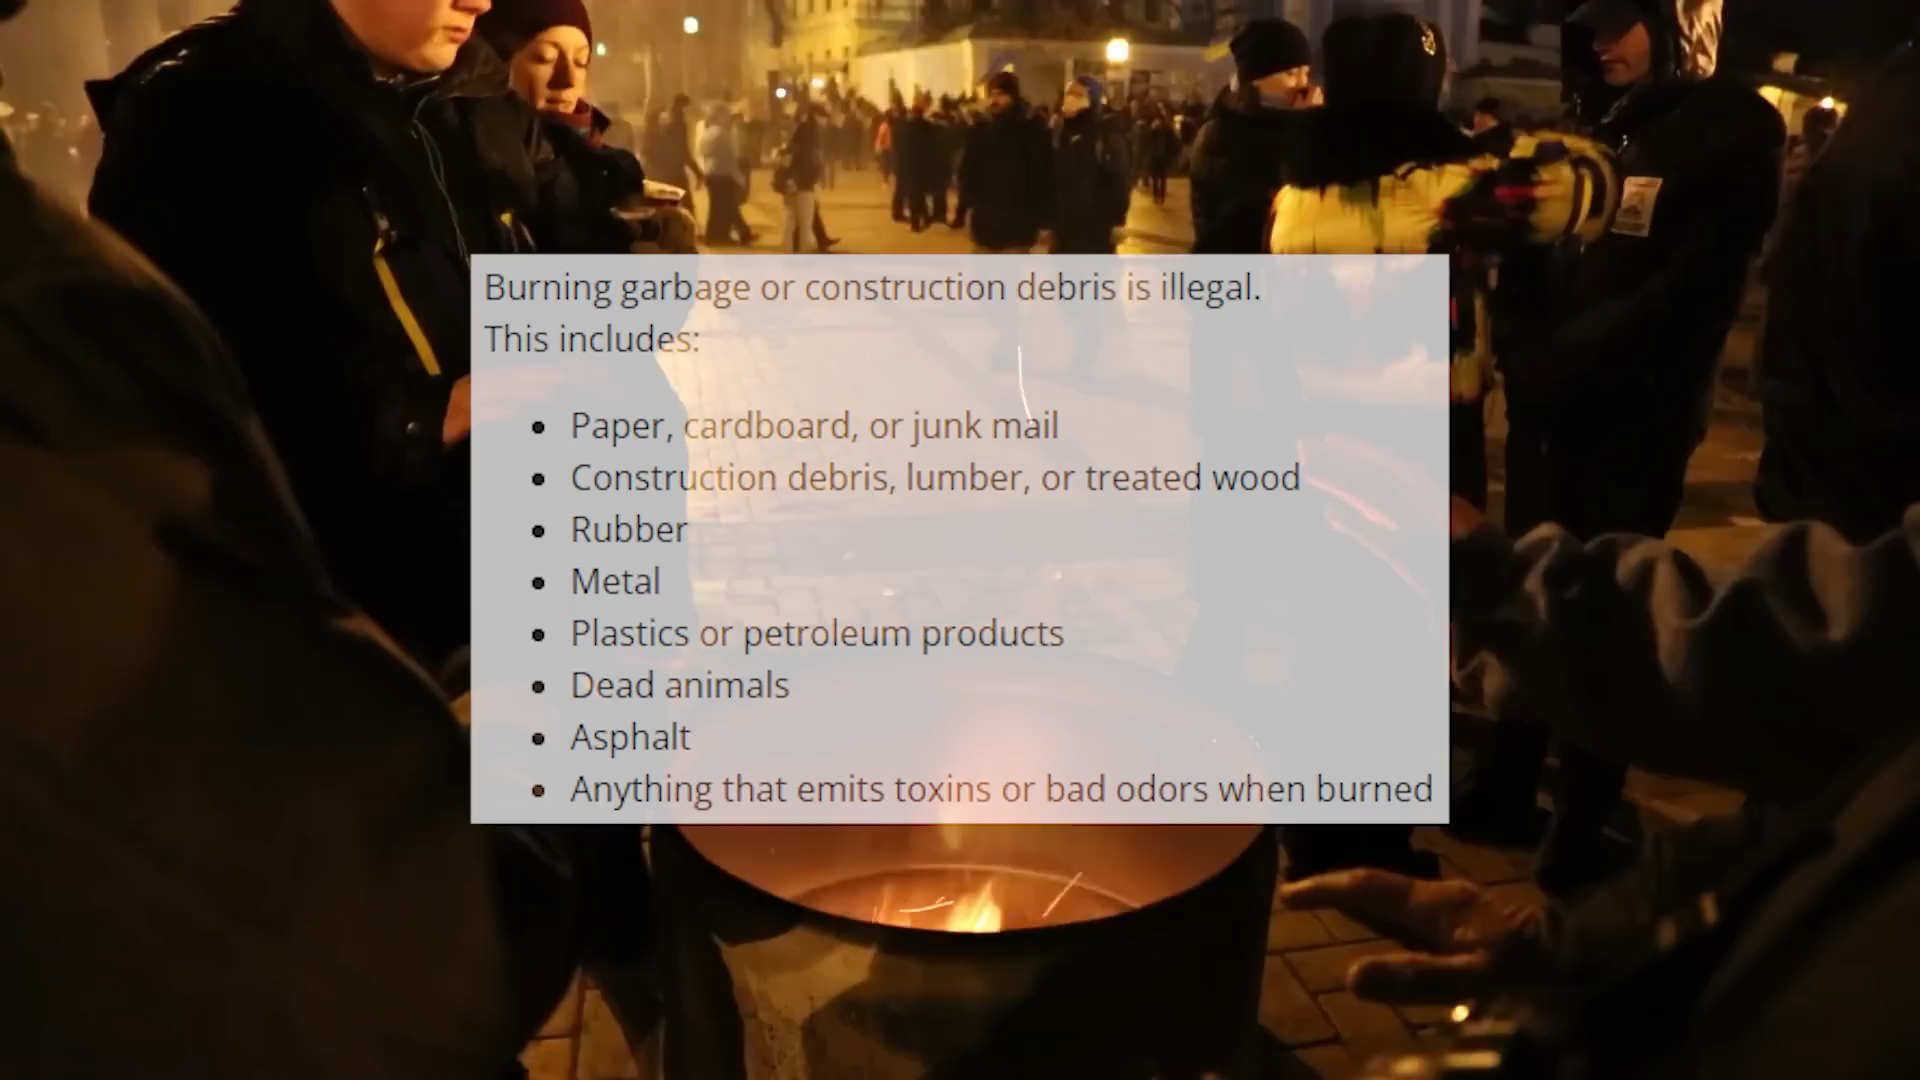 Burning garbage or construction debris is illegal.
This includes:
• Paper, cardboard, or junk mail
• Construction debris, lumber, or treated wood
• Rubber
• Metal
• Plastics or petroleum products
• Dead animals
• Asphalt
• Anything that emits toxins or bad odors when burned